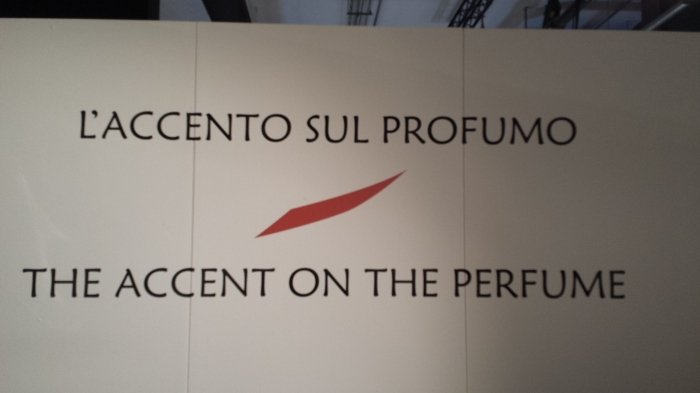 L'ACCENTO SUL PROFUMO
THE ACCENT ON THE PERFUME